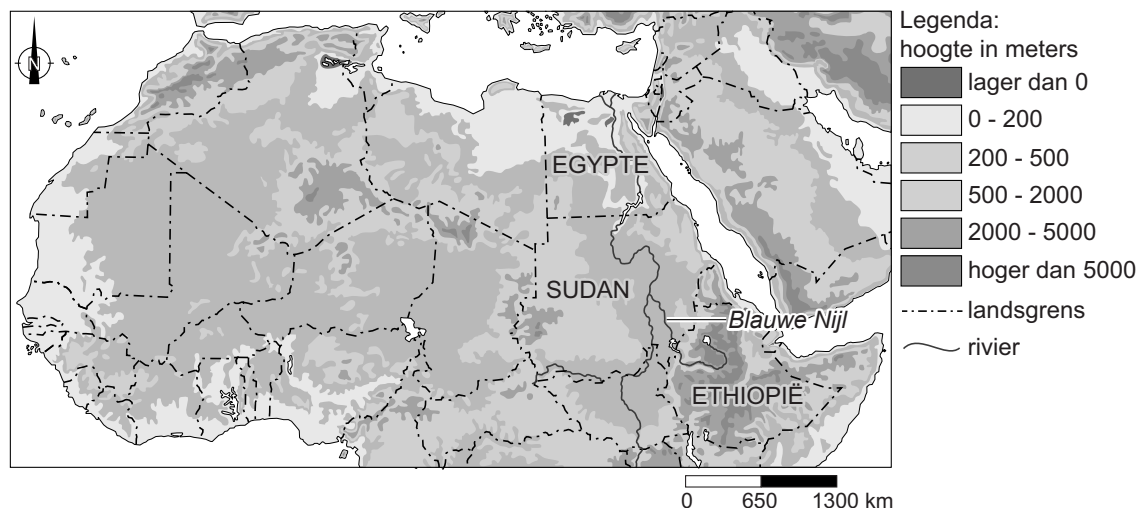 Legenda:
hoogte in meters
lager dan 0
0 - 200
200 - 500
500 - 2000
2000 - 5000
hoger dan 5000
landsgrens
rivier
N
EGYPTE
SUDAN
Blauwe Nijl
ETHIOPIË
0 650 1300 km